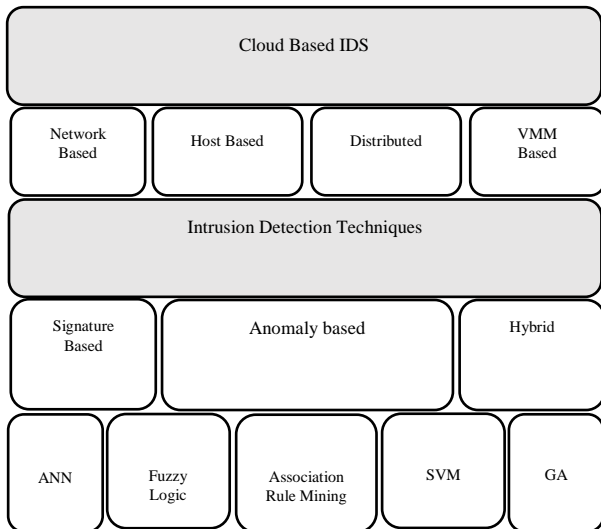 Cloud Based IDS
Network
Based
Host Based
Distributed
VMM
Based
Intrusion Detection Techniques
Signature
Based
Anomaly based
Hybrid
ANN
Fuzzy
Logic
Association
Rule Mining
SVM
GA